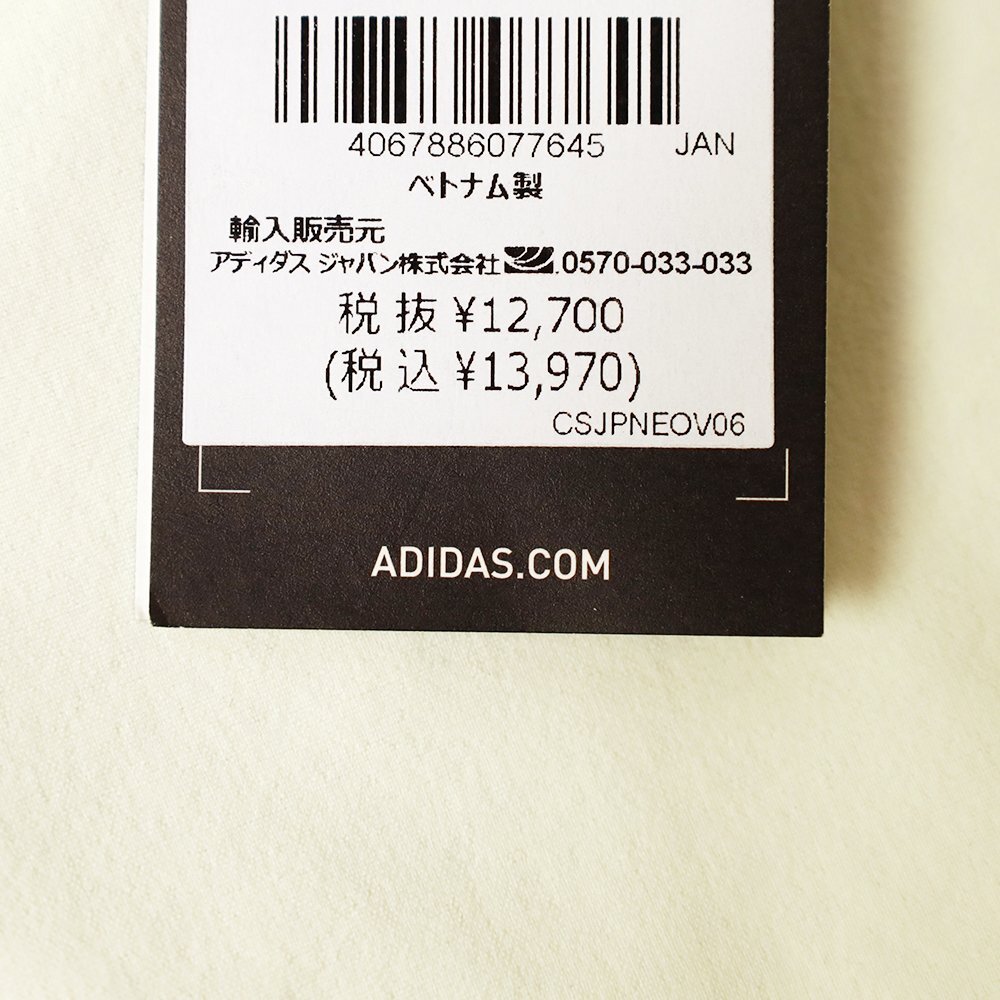 4067886077645 JAN
ベトナム製
輸入販売元
アディダス ジャパン株式会社 .0570-033-033
税抜 ¥12,700
(税込 ¥13,970)
CSJPNEOV06
ADIDAS.COM